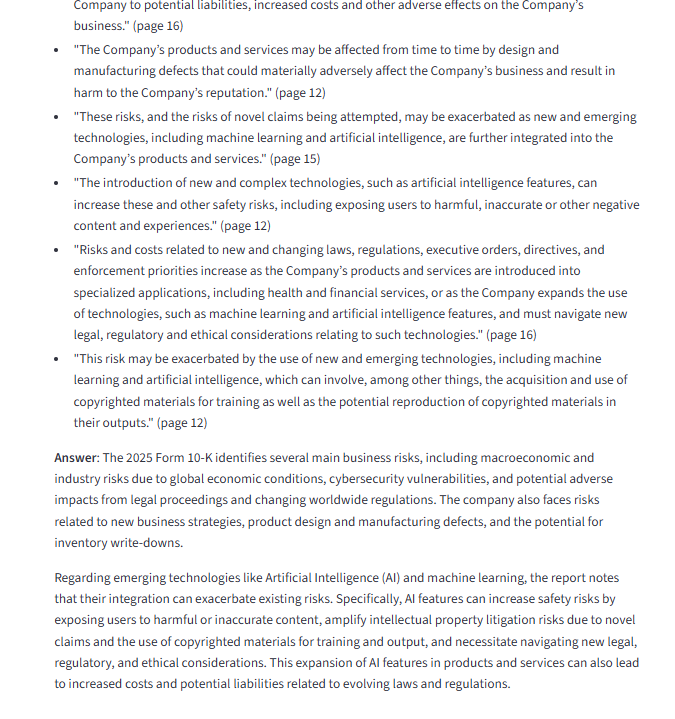 Company to potential liabilities, increased costs and other adverse effects on the Company’s
business." (page 16)
• "The Company’s products and services may be affected from time to time by design and
manufacturing defects that could materially adversely affect the Company’s business and result in
harm to the Company’s reputation." (page 12)
• "These risks, and the risks of novel claims being attempted, may be exacerbated as new and emerging
technologies, including machine learning and artificial intelligence, are further integrated into the
Company’s products and services." (page 15)
• "The introduction of new and complex technologies, such as artificial intelligence features, can
increase these and other safety risks, including exposing users to harmful, inaccurate or other negative
content and experiences." (page 12)
• "Risks and costs related to new and changing laws, regulations, executive orders, directives, and
enforcement priorities increase as the Company’s products and services are introduced into
specialized applications, including health and financial services, or as the Company expands the use
of technologies, such as machine learning and artificial intelligence features, and must navigate new
legal, regulatory and ethical considerations relating to such technologies." (page 16)
• "This risk may be exacerbated by the use of new and emerging technologies, including machine
learning and artificial intelligence, which can involve, among other things, the acquisition and use of
copyrighted materials for training as well as the potential reproduction of copyrighted materials in
their outputs." (page 12)
Answer: The 2025 Form 10-K identifies several main business risks, including macroeconomic and
industry risks due to global economic conditions, cybersecurity vulnerabilities, and potential adverse
impacts from legal proceedings and changing worldwide regulations. The company also faces risks
related to new business strategies, product design and manufacturing defects, and the potential for
inventory write-downs.
Regarding emerging technologies like Artificial Intelligence (AI) and machine learning, the report notes
that their integration can exacerbate existing risks. Specifically, AI features can increase safety risks by
exposing users to harmful or inaccurate content, amplify intellectual property litigation risks due to novel
claims and the use of copyrighted materials for training and output, and necessitate navigating new legal,
regulatory, and ethical considerations. This expansion of AI features in products and services can also lead
to increased costs and potential liabilities related to evolving laws and regulations.